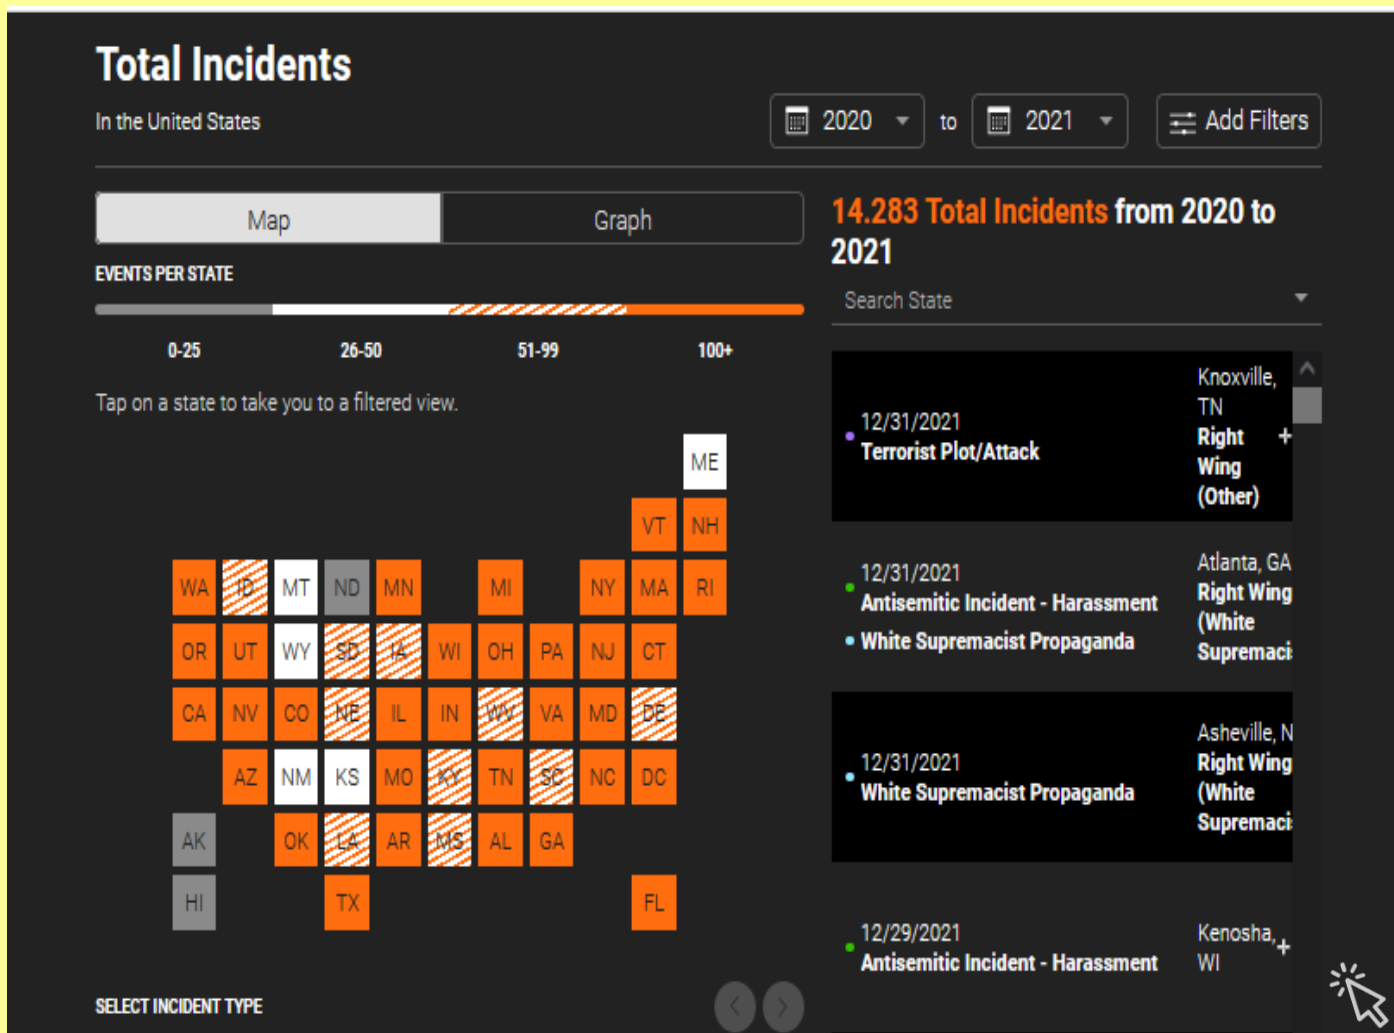 Total Incidents
In the United States
2020 to 2021 Add Filters
Map Graph
EVENTS PER STATE
0-25 26-50 51-99 100+
Tap on a state to take you to a filtered view.
ME
VT NH
WA ID MT ND MN MI NY MA RI
OR UT WY SD IA WI OH PA NJ CT
CA NV CO NE IL IN WV VA MD DE
AZ NM KS MO KY TN SC NC DC
AK OK LA AR MS AL GA
HI TX FL
SELECT INCIDENT TYPE
14.283 Total Incidents from 2020 to
2021
Search State
12/31/2021
Terrorist Plot/Attack
Knoxville,
TN
Right
Wing
(Other)
12/31/2021
Antisemitic Incident - Harassment
White Supremacist Propaganda
Atlanta, GA
Right Wing
(White
Supremaci
12/31/2021
White Supremacist Propaganda
Asheville, N
Right Wing
(White
Supremaci
12/29/2021
Antisemitic Incident - Harassment
Kenosha,
WI